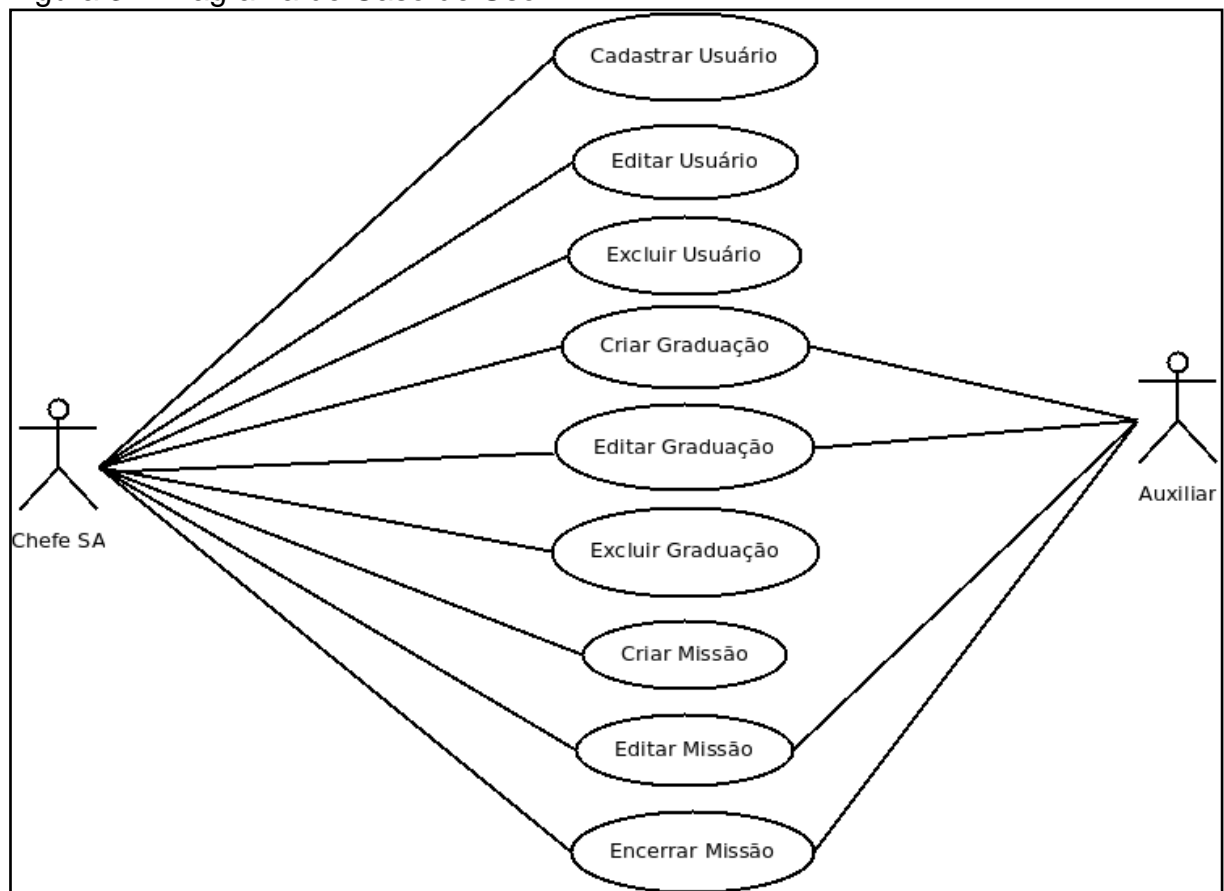 Cadastrar Usuário
Editar Usuário
Excluir Usuário
Criar Graduação
Editar Graduação
Excluir Graduação
Criar Missão
Editar Missão
Encerrar Missão
Chefe SA
Auxiliar